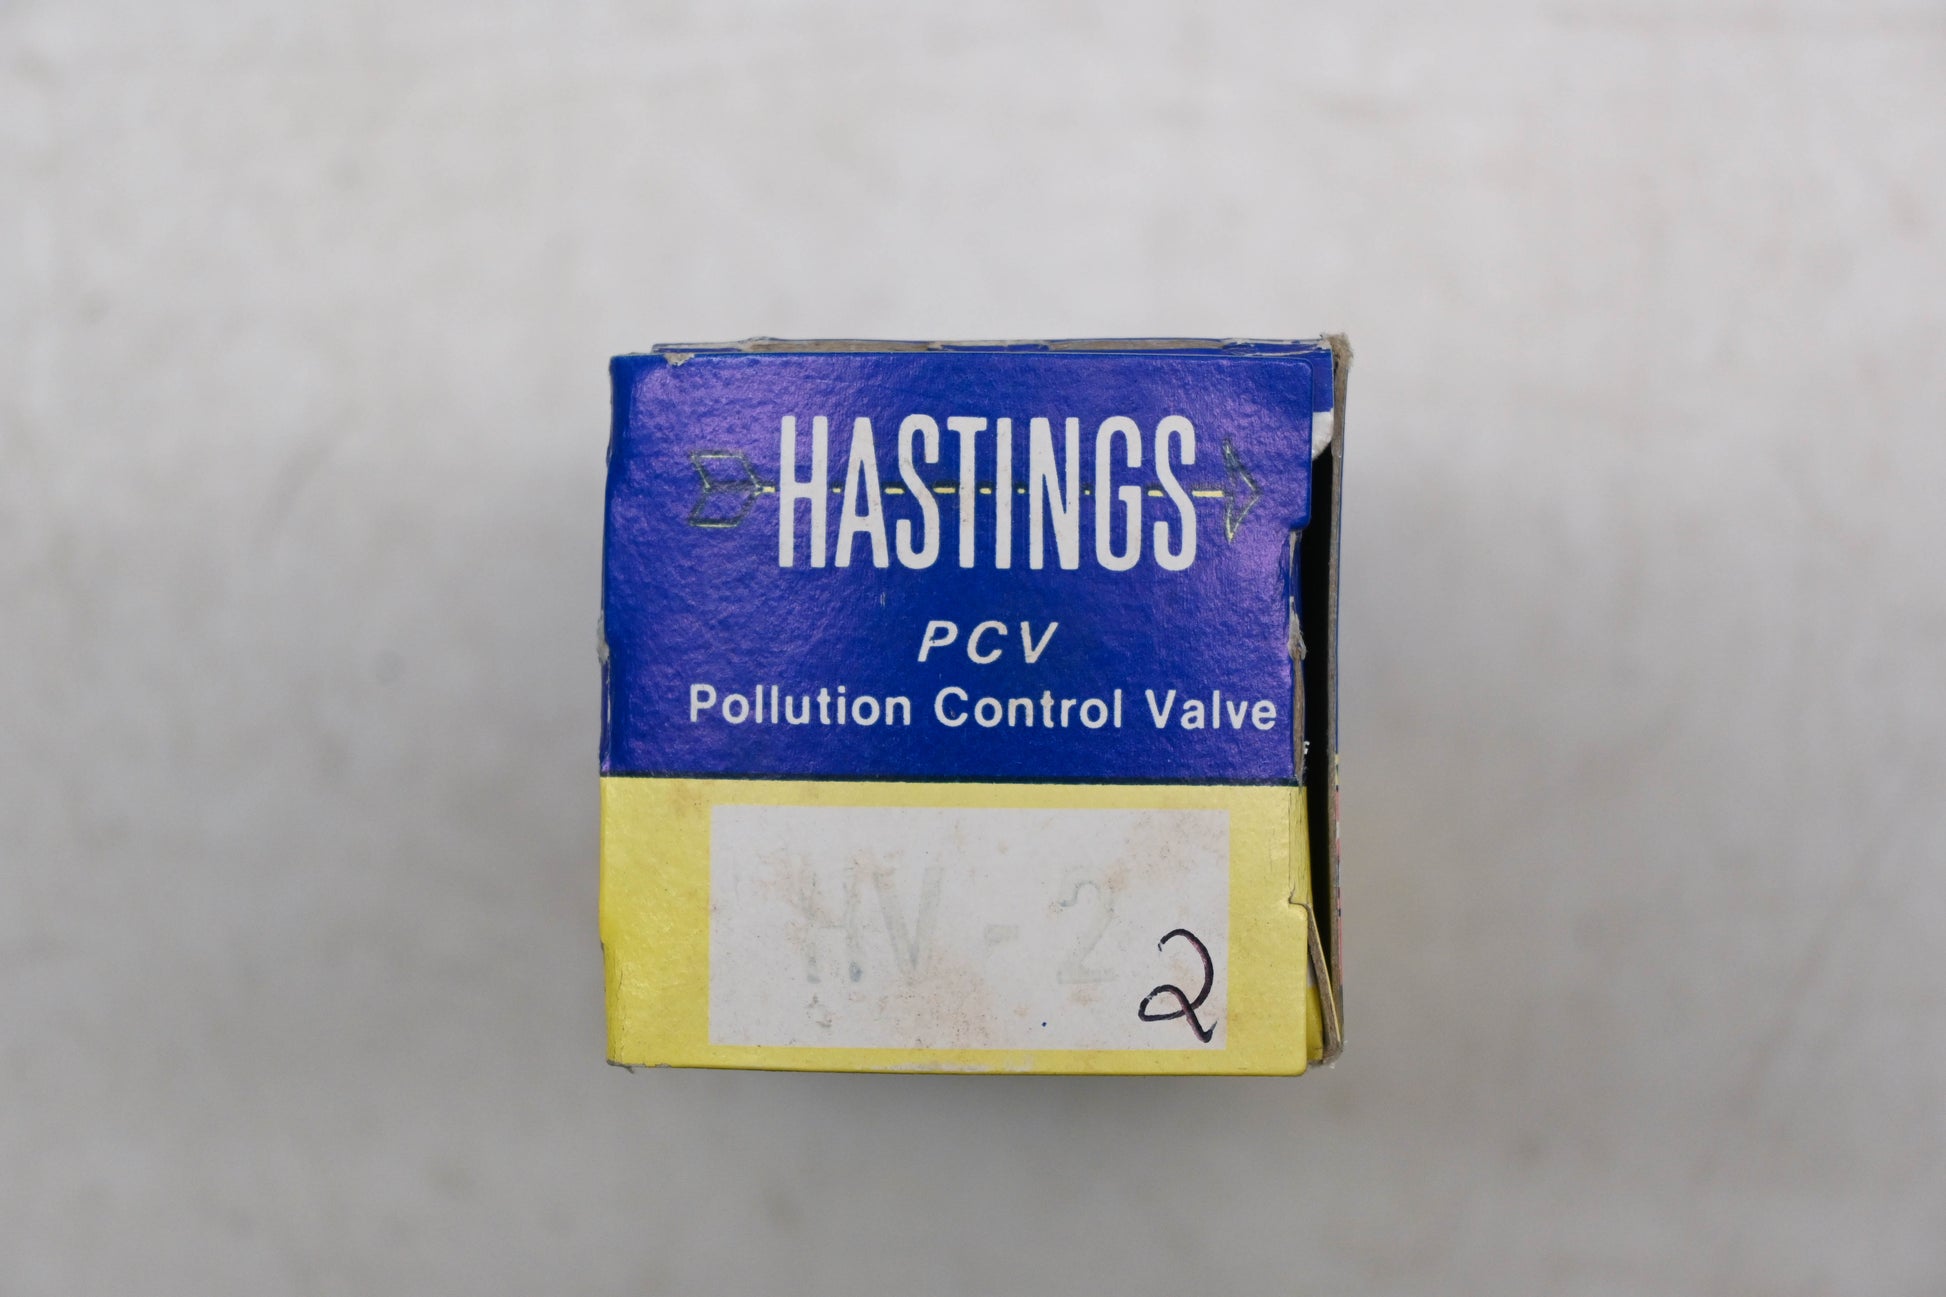 HASTINGS
PCV
Pollution Control Valve
HV-2
2